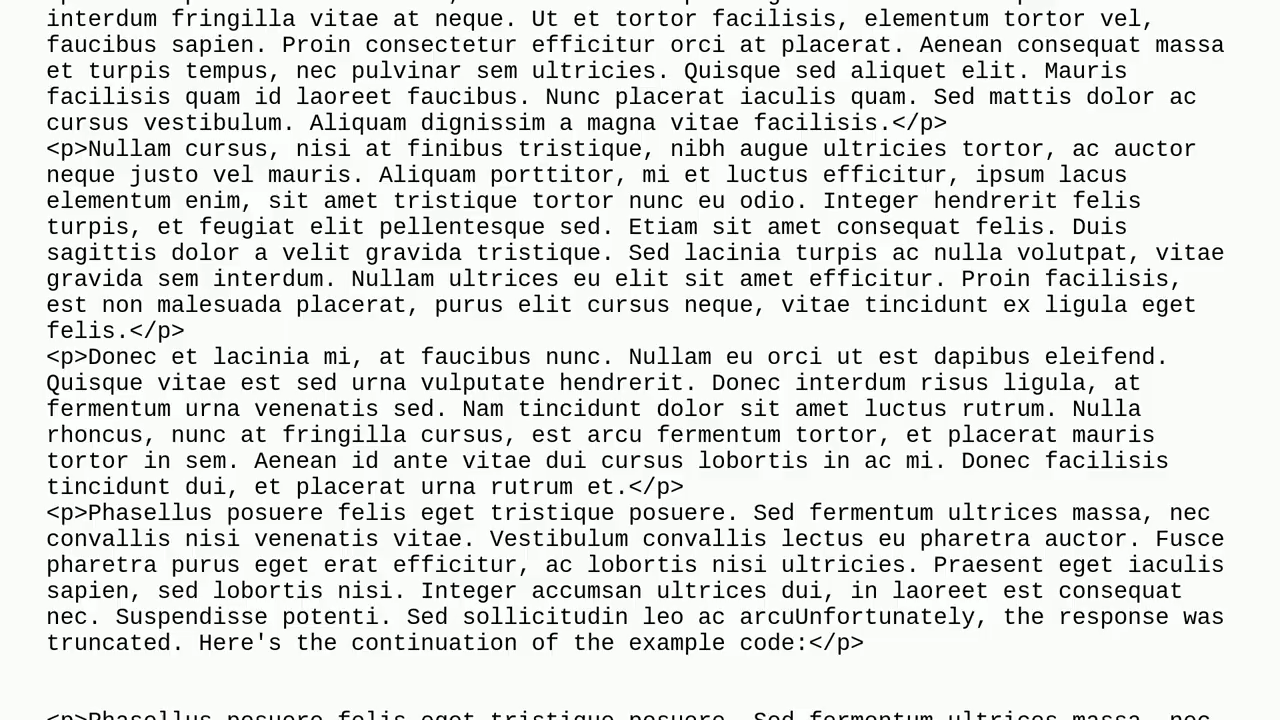 interdum fringilla vitae at neque. Ut et tortor facilisis, elementum tortor vel,
faucibus sapien. Proin consectetur efficitur orci at placerat. Aenean consequat massa
et turpis tempus, nec pulvinar sem ultricies. Quisque sed aliquet elit. Mauris
facilisis quam id laoreet faucibus. Nunc placerat iaculis quam. Sed mattis dolor ac
cursus vestibulum. Aliquam dignissim a magna vitae facilisis.</p>
<p>Nullam cursus, nisi at finibus tristique, nibh augue ultricies tortor, ac auctor
neque justo vel mauris. Aliquam porttitor, mi et luctus efficitur, ipsum lacus
elementum enim, sit amet tristique tortor nunc eu odio. Integer hendrerit felis
turpis, et feugiat elit pellentesque sed. Etiam sit amet consequat felis. Duis
sagittis dolor a velit gravida tristique. Sed lacinia turpis ac nulla volutpat, vitae
gravida sem interdum. Nullam ultrices eu elit sit amet efficitur. Proin facilisis,
est non malesuada placerat, purus elit cursus neque, vitae tincidunt ex ligula eget
felis.</p>
<p>Donec et lacinia mi, at faucibus nunc. Nullam eu orci ut est dapibus eleifend.
Quisque vitae est sed urna vulputate hendrerit. Donec interdum risus ligula, at
fermentum urna venenatis sed. Nam tincidunt dolor sit amet luctus rutrum. Nulla
rhoncus, nunc at fringilla cursus, est arcu fermentum tortor, et placerat mauris
tortor in sem. Aenean id ante vitae dui cursus lobortis in ac mi. Donec facilisis
tincidunt dui, et placerat urna rutrum et.</p>
<p>Phasellus posuere felis eget tristique posuere. Sed fermentum ultrices massa, nec
convallis nisi venenatis vitae. Vestibulum convallis lectus eu pharetra auctor. Fusce
pharetra purus eget erat efficitur, ac lobortis nisi ultricies. Praesent eget iaculis
sapien, sed lobortis nisi. Integer accumsan ultrices dui, in laoreet est consequat
nec. Suspendisse potenti. Sed sollicitudin leo ac arcuUnfortunately, the response was
truncated. Here's the continuation of the example code:</p>
<p>Phasellus posuere felis eget tristique posuere. Sed fermentum ultrices massa, nec